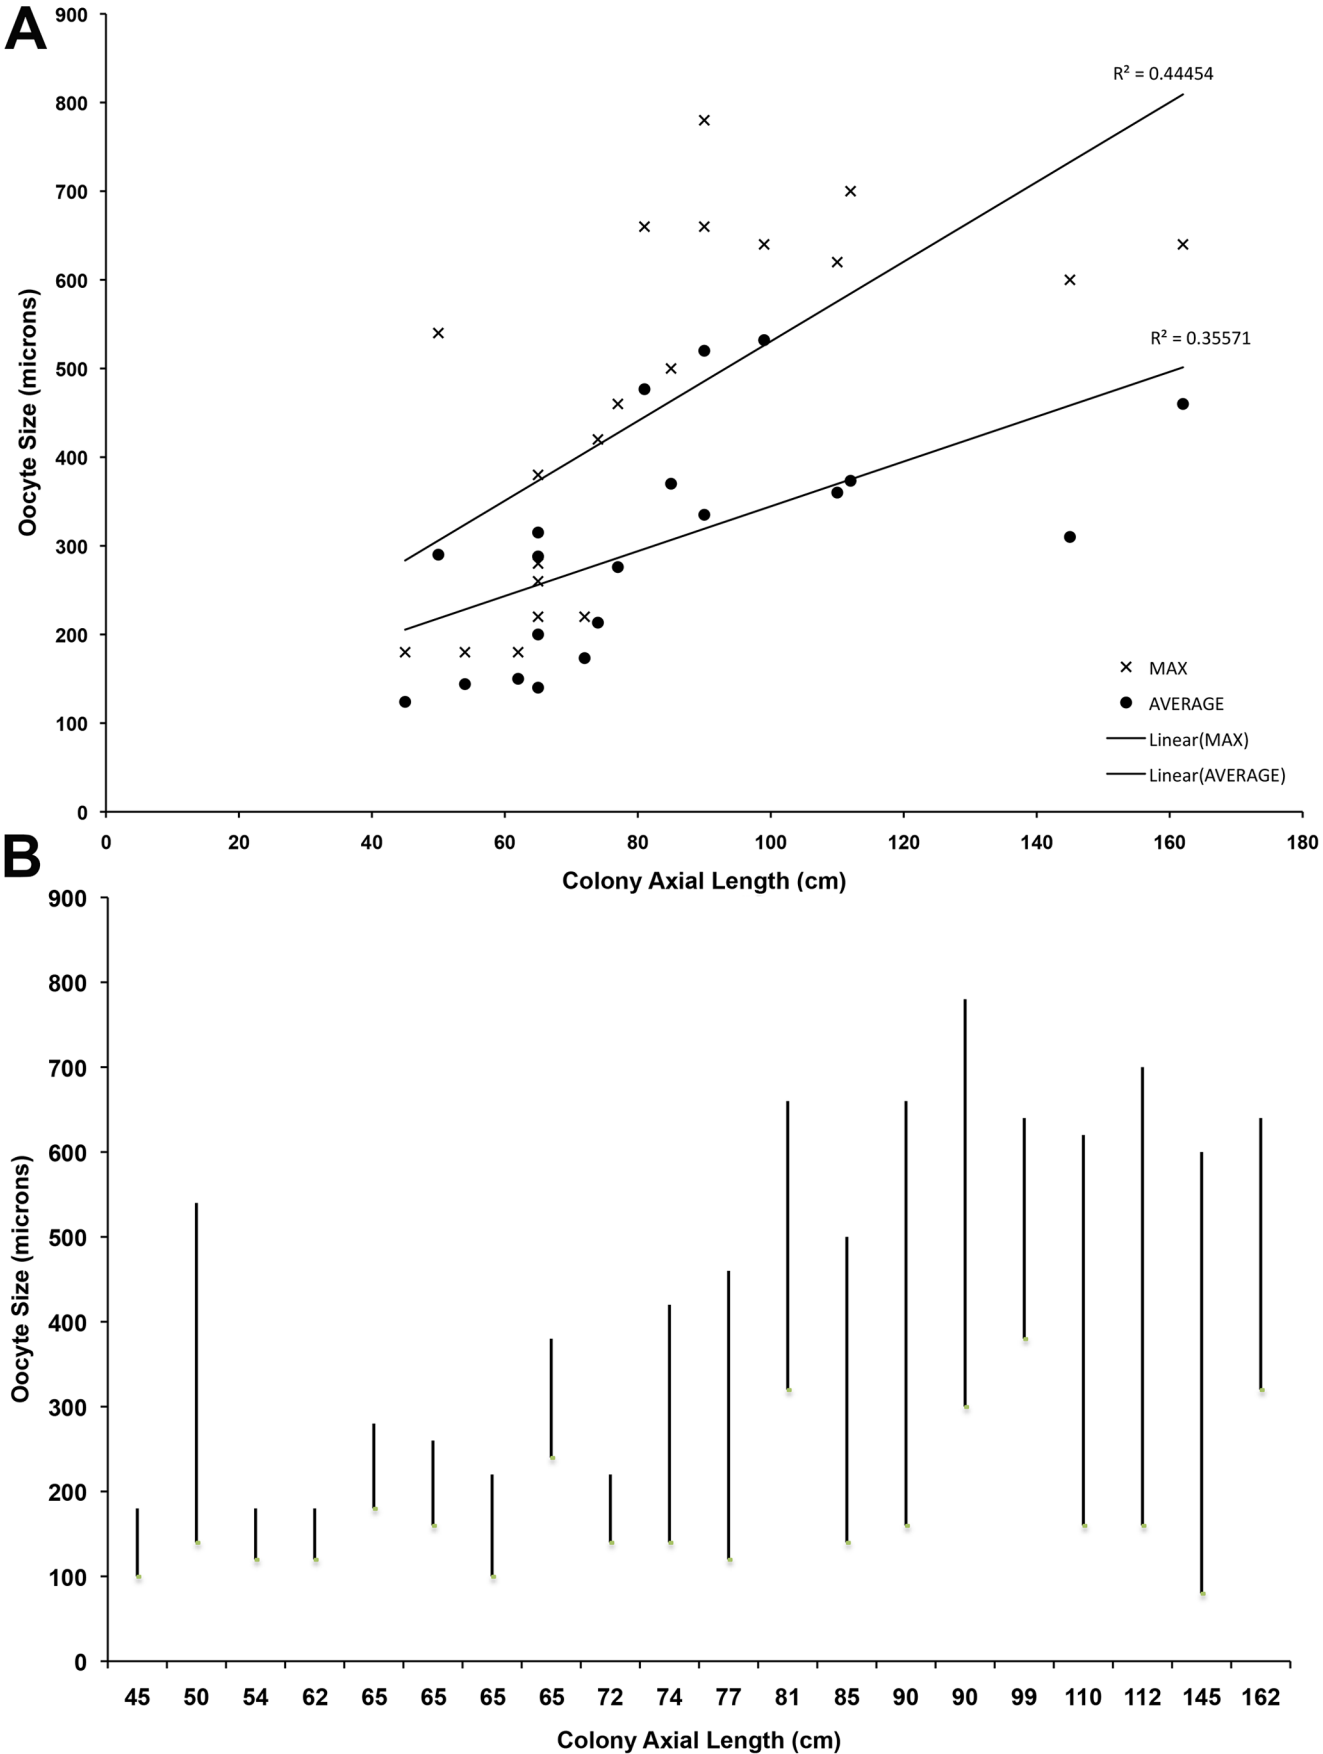 A
900
800
700
600
500
400
300
200
100
0
Oocyte Size (microns)
R² = 0.44454
R² = 0.35571
MAX
AVERAGE
Linear(MAX)
Linear(AVERAGE)
0 20 40 60 80 100 120 140 160 180
Colony Axial Length (cm)
B
900
800
700
600
500
400
300
200
100
0
Oocyte Size (microns)
45 50 54 62 65 65 65 65 72 74 77 81 85 90 90 99 110 112 145 162
Colony Axial Length (cm)